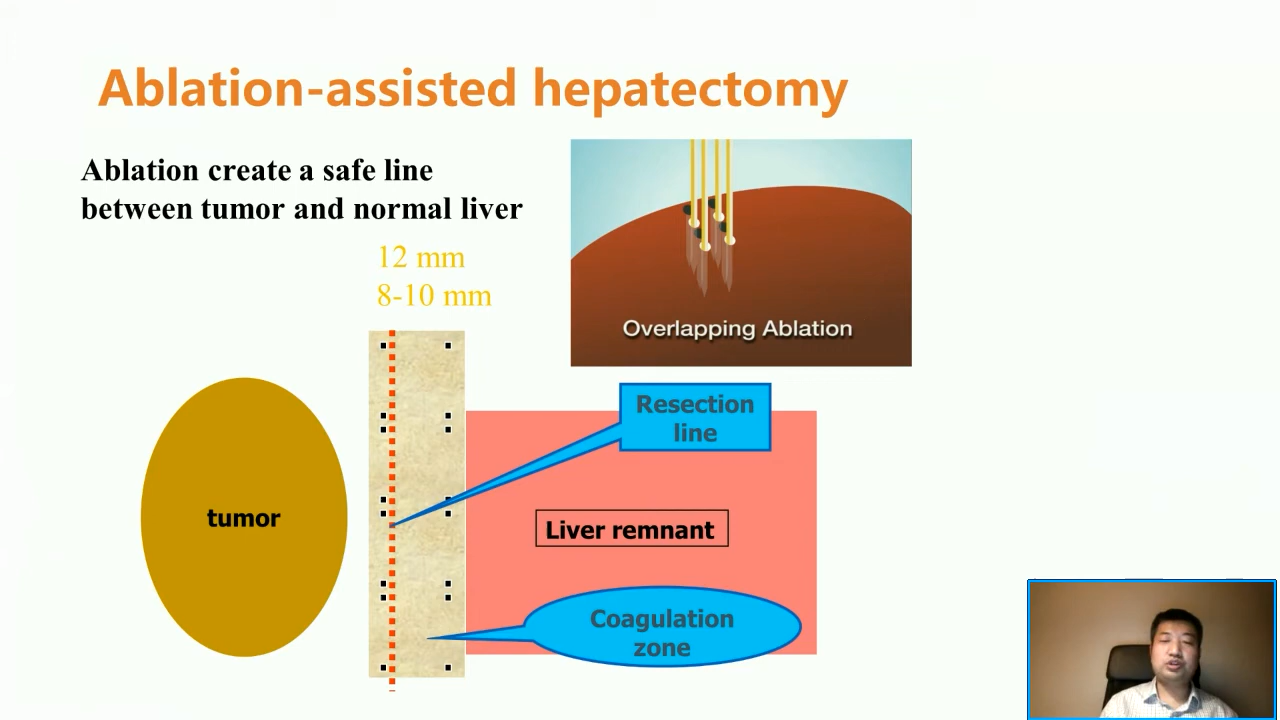 Ablation-assisted hepatectomy
Ablation create a safe line
between tumor and normal liver
12 mm
8-10 mm
Overlapping Ablation
Resection
line
tumor
Liver remnant
Coagulation
zone